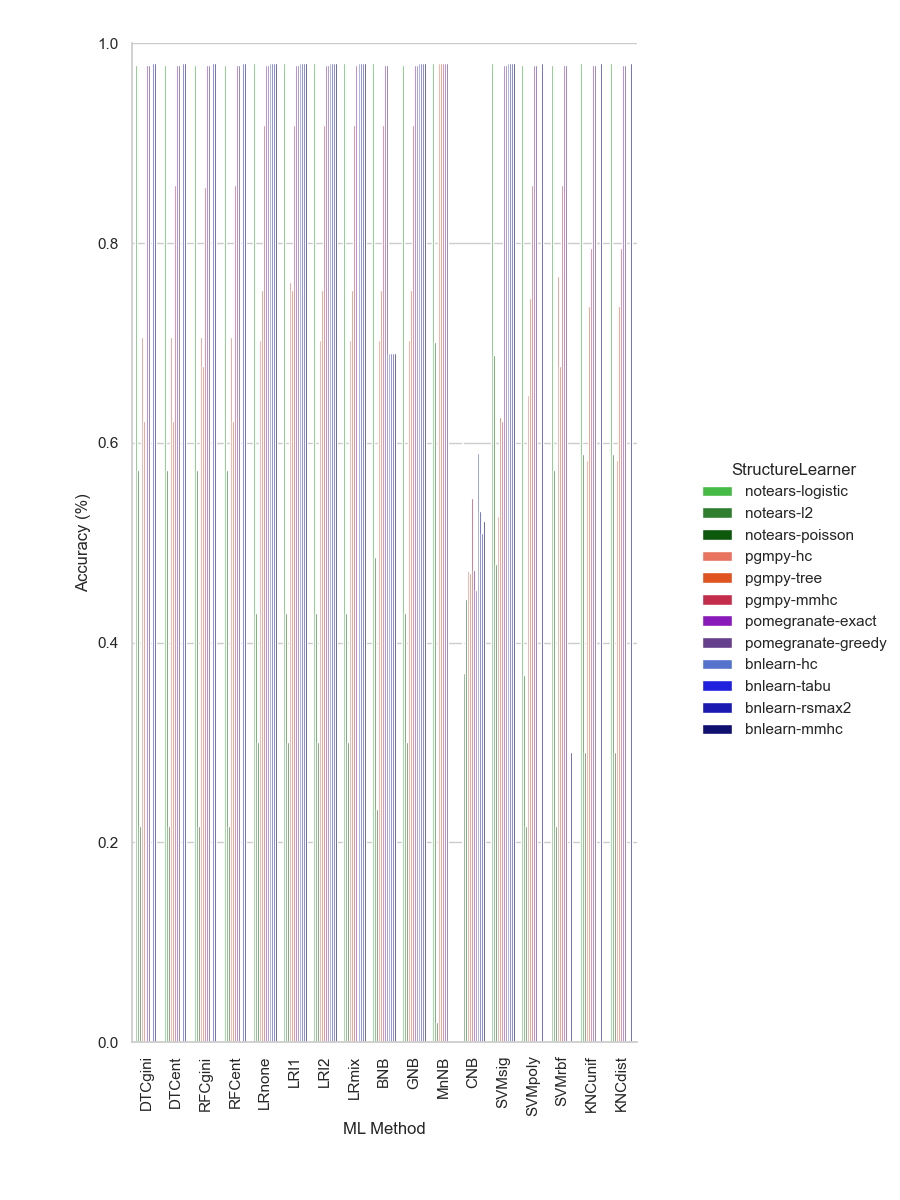 1.0
0.8
0.6
0.4
0.2
0.0
Accuracy (%)
DTCgini
DTCent
RFCgini
RFCent
LRnone
LRl1
LRl2
LRmix
BNB
GNB
MnNB
CNB
SVMsig
SVMpoly
SVMrbf
KNCunif
KNCdist
ML Method
StructureLearner
notears-logistic
notears-l2
notears-poisson
pgmpy-hc
pgmpy-tree
pgmpy-mmhc
pomegranate-exact
pomegranate-greedy
bnlearn-hc
bnlearn-tabu
bnlearn-rsmax2
bnlearn-mmhc